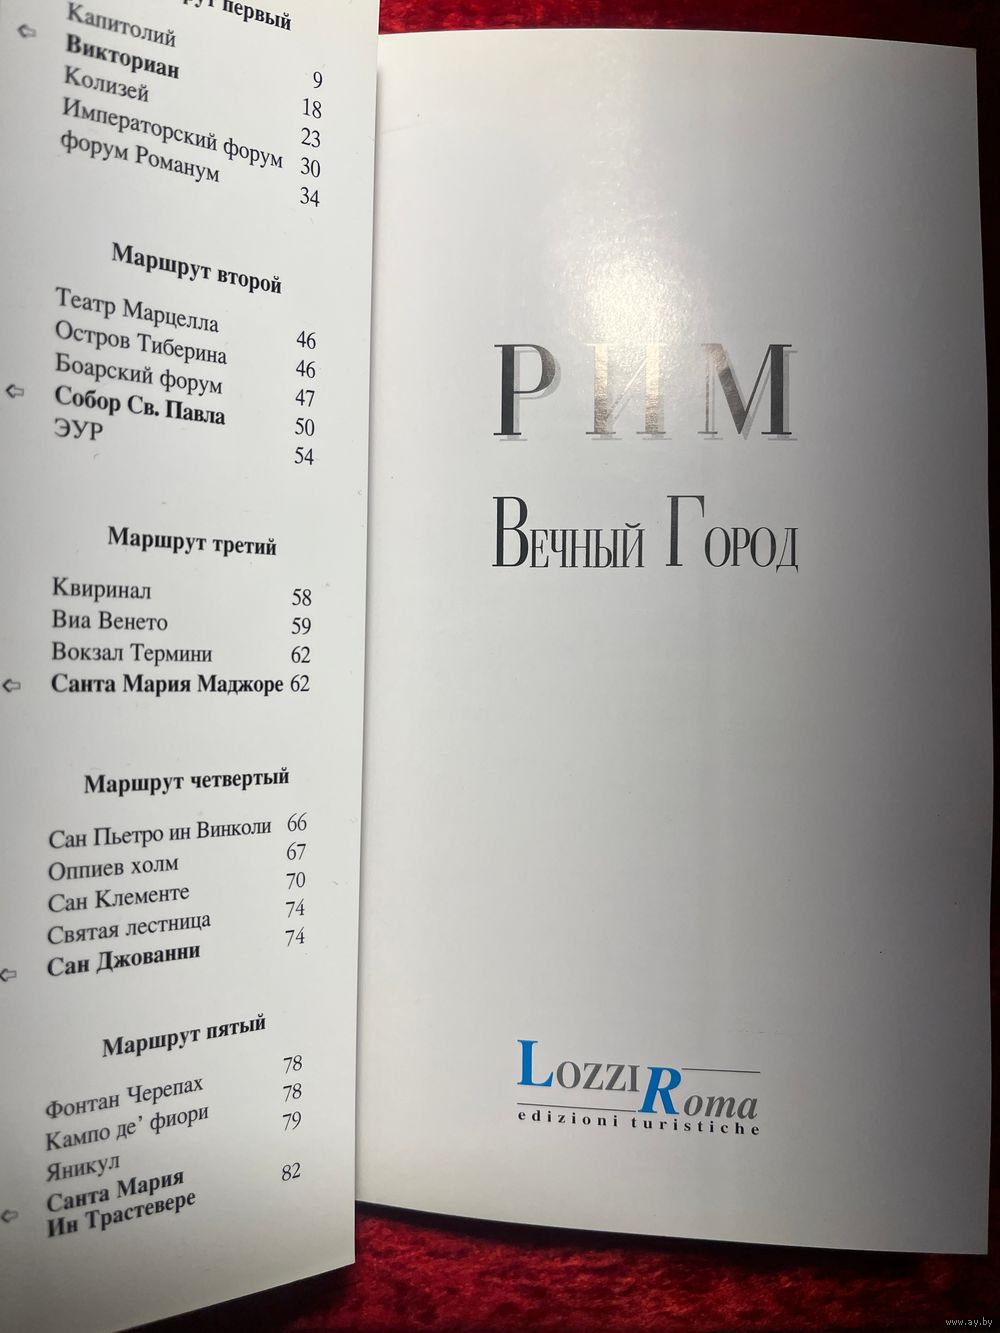 первый
Капитолий 9
Викториан 18
Колизей 23
Императорский форум 30
форум Романум 34
Маршрут второй
Театр Марцелла 46
Остров Тиберина 46
Боарский форум 47
Собор Св. Павла 50
ЭУР 54
Маршрут третий
Квиринал 58
Виа Венето 59
Вокзал Термини 62
Санта Мария Маджоре 62
Маршрут четвертый
Сан Пьетро ин Винколи 66
Оппиев холм 67
Сан Клементе 70
Святая лестница 74
Сан Джованни 74
Маршрут пятый
Фонтан Черепах 78
Кампо де’ фиори 78
Яникул 79
Санта Мария 82
Ин Трастевере
РИМ
Вечный Город
Lozzi Roma
edizioni turistiche
www.ay.by